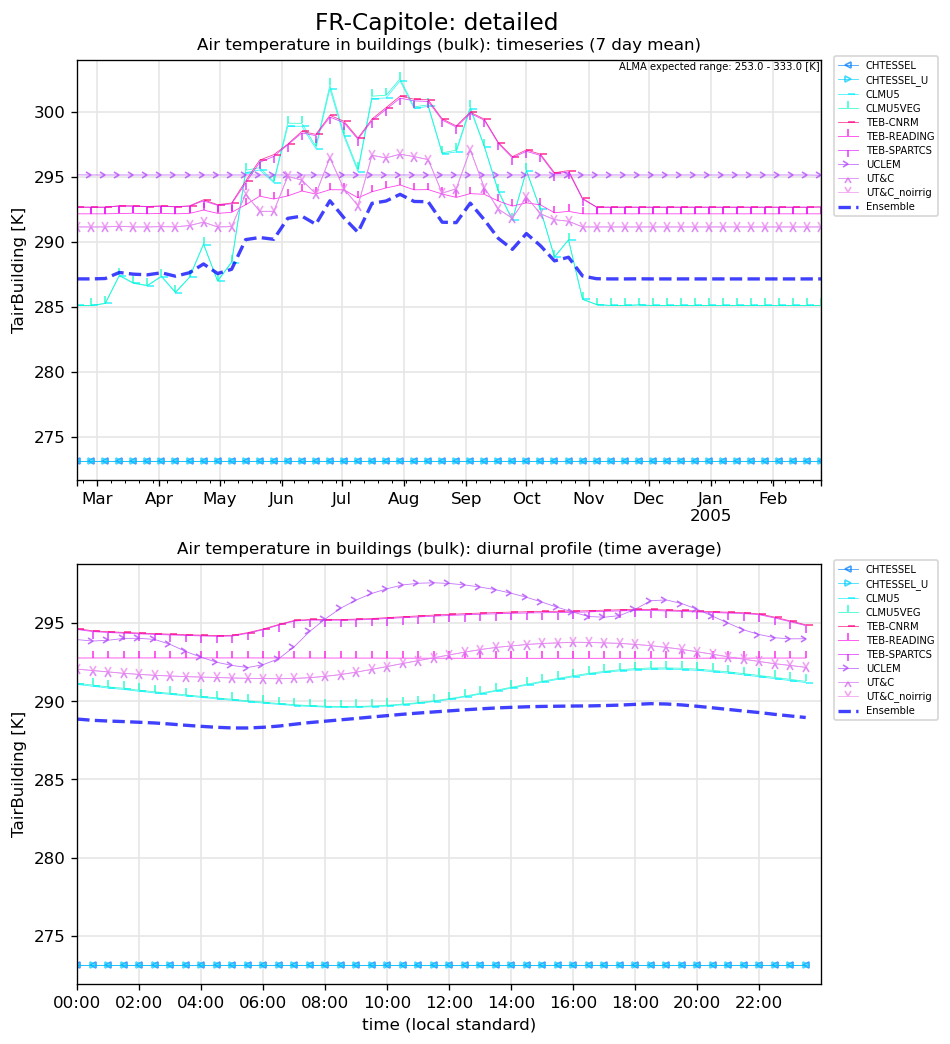 FR-Capitole: detailed
Air temperature in buildings (bulk): timeseries (7 day mean)
ALMA expected range: 253.0 - 333.0 [K]
TairBuilding [K]
300
295
290
285
280
275
Mar Apr May Jun Jul Aug Sep Oct Nov Dec Jan Feb
2005
CHTESSEL
CHTESSEL_U
CLMU5
CLMU5VEG
TEB-CNRM
TEB-READING
TEB-SPARTCS
UCLEM
UT&C
UT&C_noirrig
Ensemble
Air temperature in buildings (bulk): diurnal profile (time average)
TairBuilding [K]
295
290
285
280
275
00:00 02:00 04:00 06:00 08:00 10:00 12:00 14:00 16:00 18:00 20:00 22:00
time (local standard)
CHTESSEL
CHTESSEL_U
CLMU5
CLMU5VEG
TEB-CNRM
TEB-READING
TEB-SPARTCS
UCLEM
UT&C
UT&C_noirrig
Ensemble